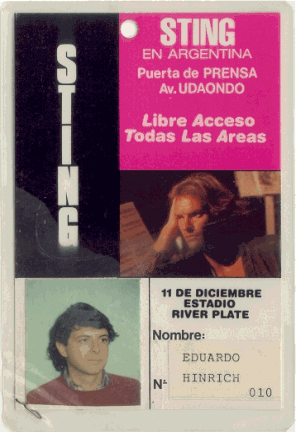 STING
STING
EN ARGENTINA
Puerta de PRENSA
Av. UDAONDO
Libre Acceso
Todas Las Areas
11 DE DICIEMBRE
ESTADIO
RIVER PLATE
Nombre:
EDUARDO
Nº HINRICH
010